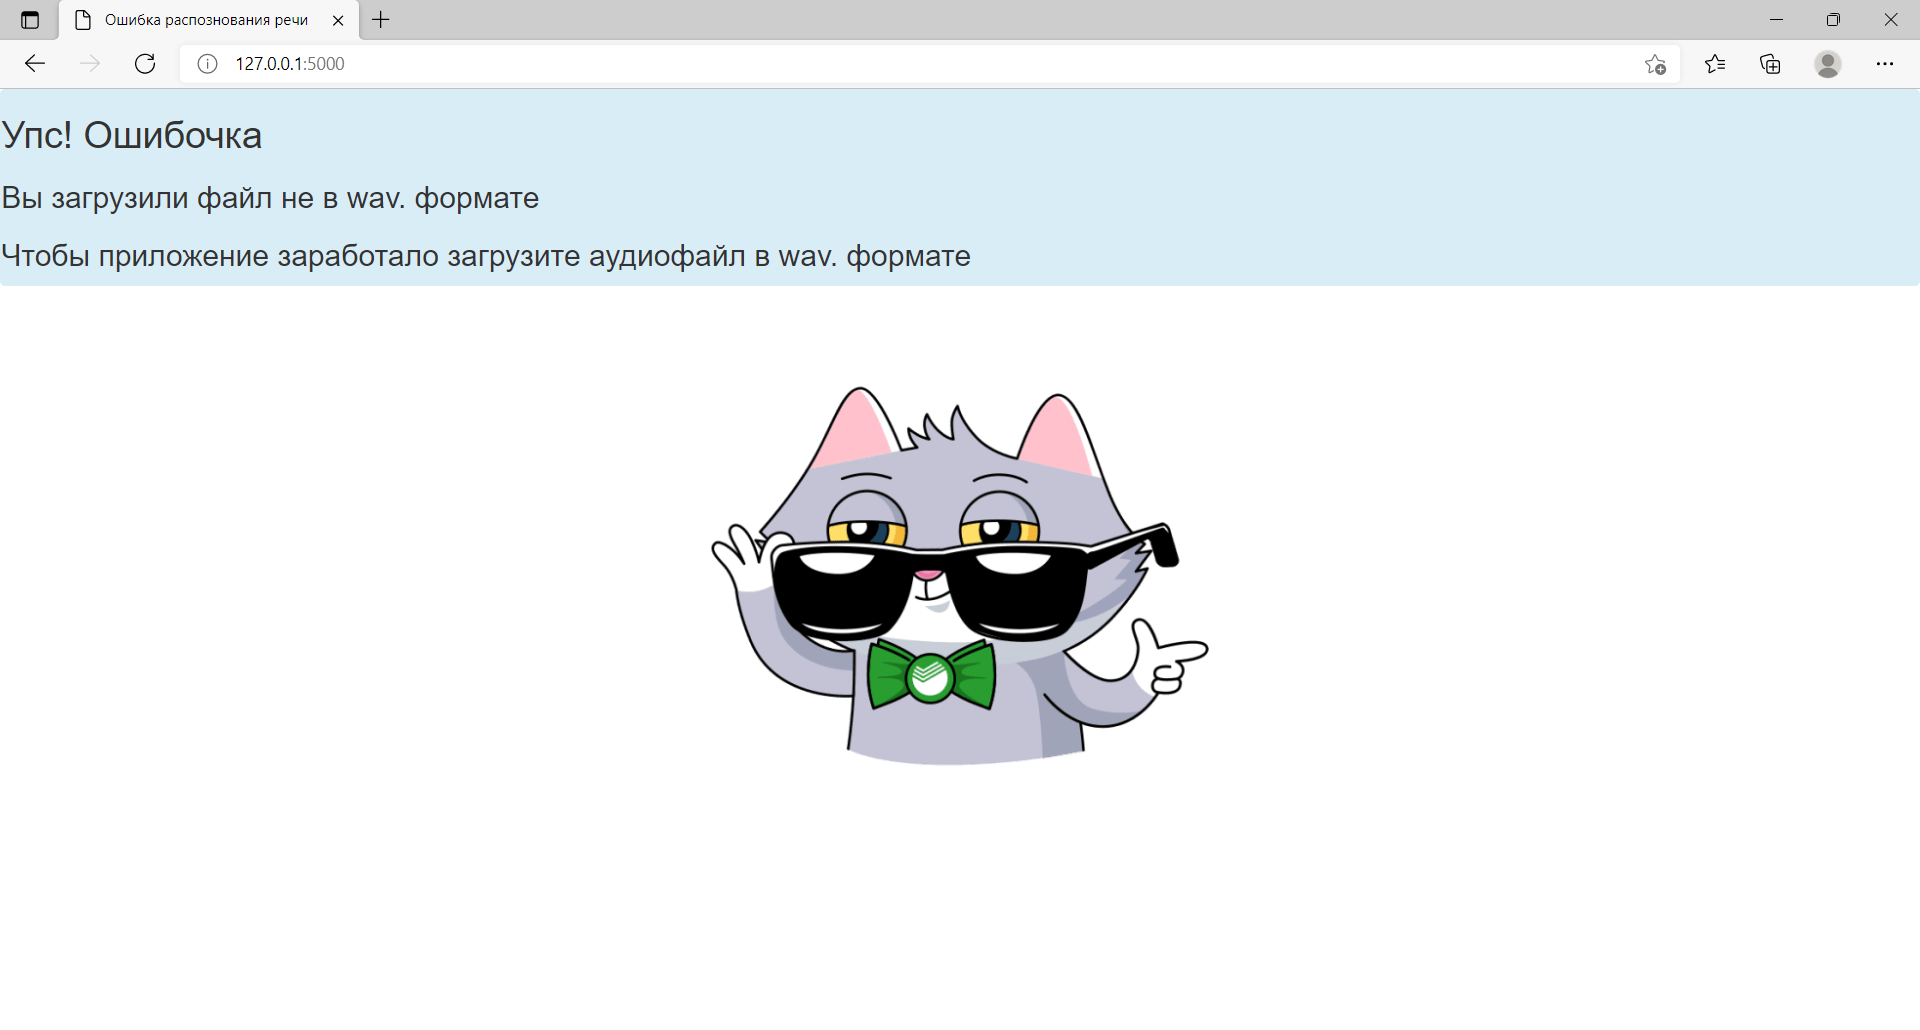 Ошибка распознования речи
127.0.0.1:5000
Упс! Ошибочка
Вы загрузили файл не в wav. формате
Чтобы приложение заработало загрузите аудиофайл в wav. формате